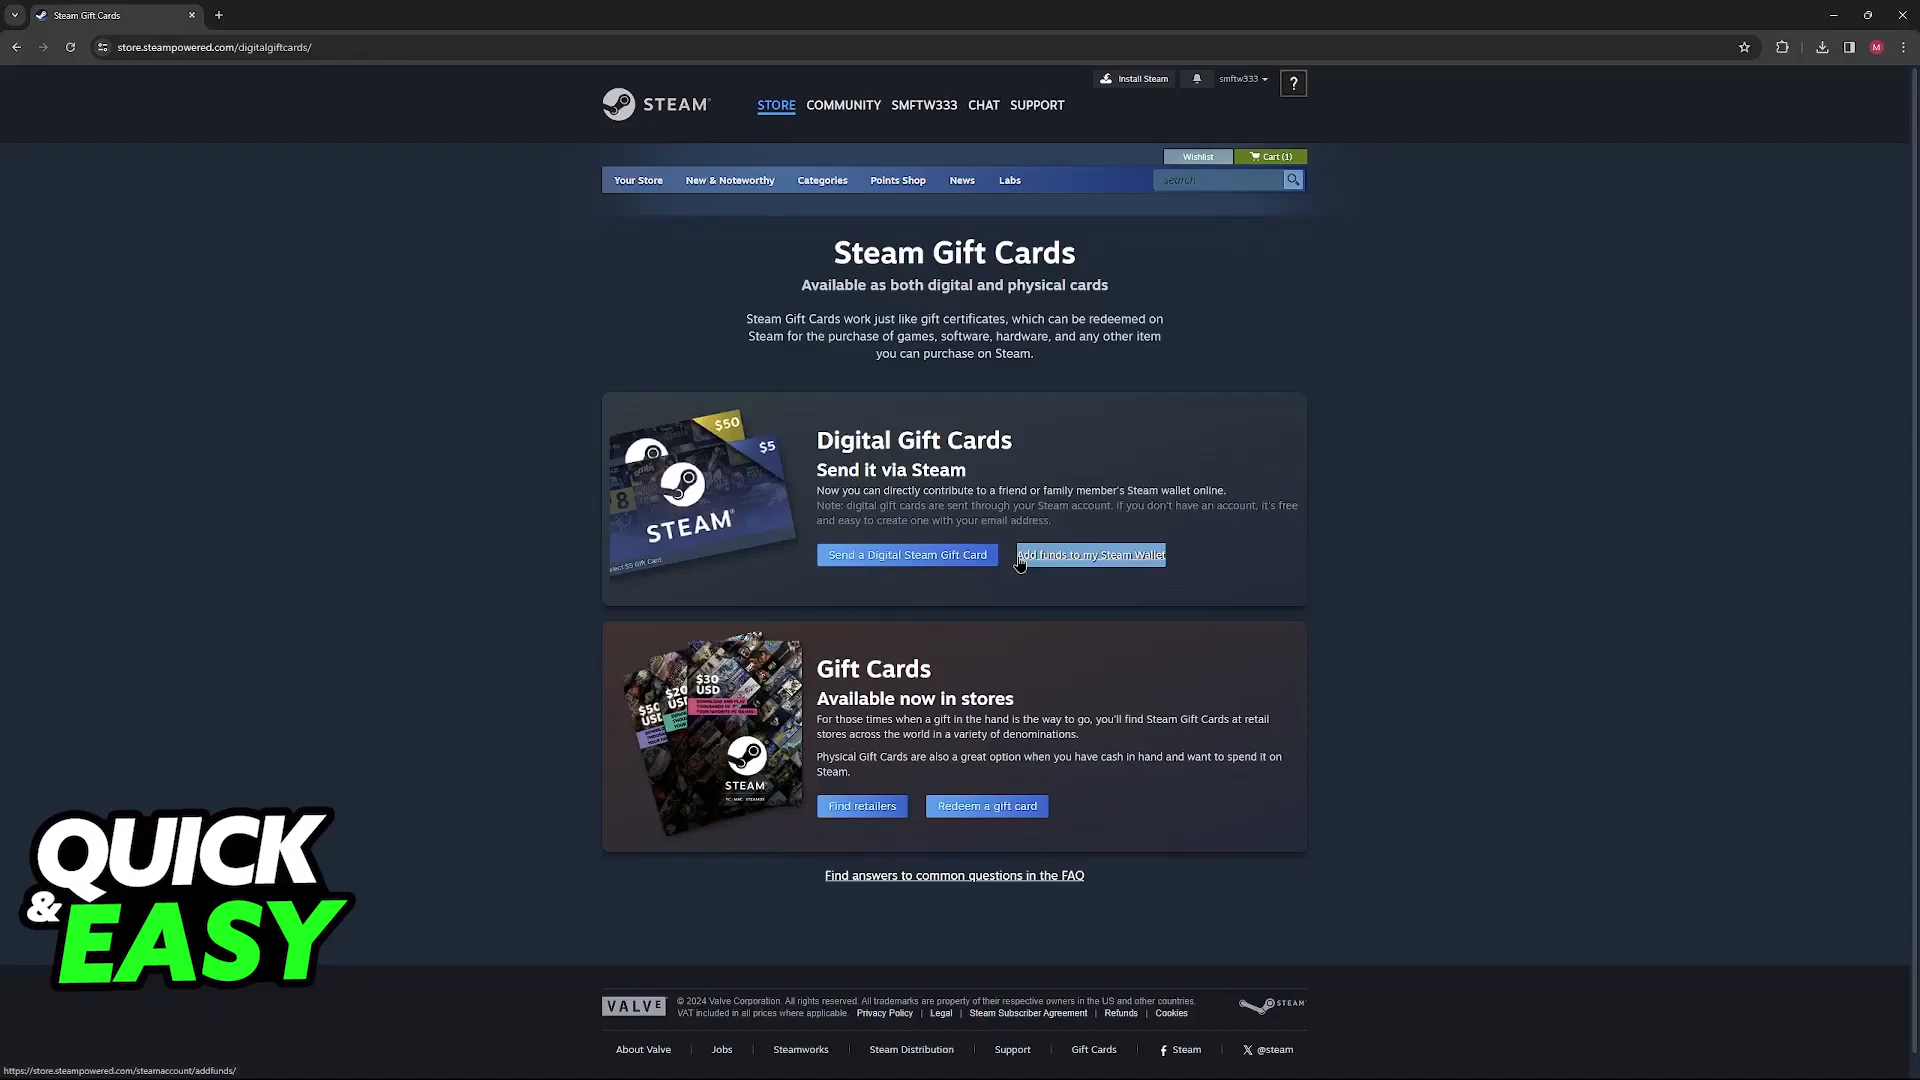 Steam Gift Cards
store.steampowered.com/digitalgiftcards/
M
Install Steam
smftw333
?
STEAM®
STORE COMMUNITY SMFTW333 CHAT SUPPORT
Wishlist
Cart (1)
Your Store New & Noteworthy Categories Points Shop News Labs
search
Steam Gift Cards
Available as both digital and physical cards
Steam Gift Cards work just like gift certificates, which can be redeemed on
Steam for the purchase of games, software, hardware, and any other item
you can purchase on Steam.
$50
$5
STEAM®
Digital Gift Cards
Send it via Steam
Now you can directly contribute to a friend or family member's Steam wallet online.
Note: digital gift cards are sent through your Steam account. If you don't have an account, it's free
and easy to create one with your email address.
Send a Digital Steam Gift Card
Add funds to my Steam Wallet
$30
USD
$20
$50
STEAM
Gift Cards
Available now in stores
For those times when a gift in the hand is the way to go, you'll find Steam Gift Cards at retail
stores across the world in a variety of denominations.
Physical Gift Cards are also a great option when you have cash in hand and want to spend it on
Steam.
Find retailers
Redeem a gift card
Find answers to common questions in the FAQ
QUICK
& EASY
VALVE
© 2024 Valve Corporation. All rights reserved. All trademarks are property of their respective owners in the US and other countries.
VAT included in all prices where applicable. Privacy Policy | Legal | Steam Subscriber Agreement | Refunds | Cookies
STEAM
About Valve | Jobs | Steamworks | Steam Distribution | Support | Gift Cards | Steam | @steam
https://store.steampowered.com/steamaccount/addfunds/